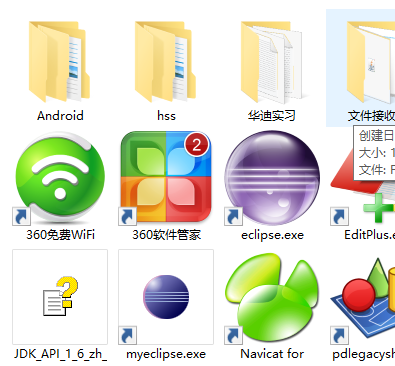 Android
hss
华迪实习
文件接收
创建日
大小: 1
文件: F
2
360免费WiFi
360软件管家
eclipse.exe
EditPlus.e
JDK_API_1_6_zh_
myeclipse.exe
Navicat for
pdlegacysh